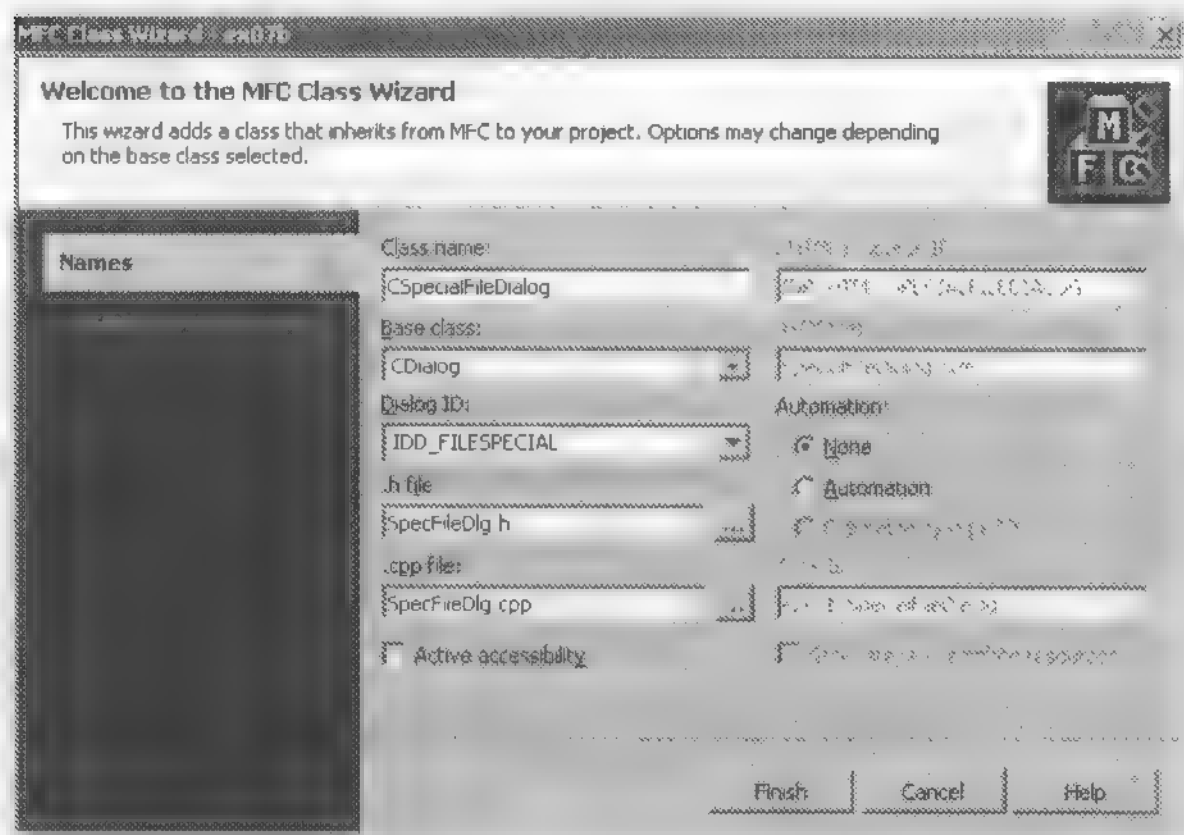 MFC Class Wizard - ex07b
Welcome to the MFC Class Wizard
This wizard adds a class that inherits from MFC to your project. Options may change depending
on the base class selected.
M
F C
Names
Class name:
CSpecialFileDialog
Base class:
CDialog
Dialog ID:
IDD_FILESPECIAL
.h file
SpecFileDlg h
.cpp file:
SpecFileDlg cpp
Active accessibility
Automation:
None
Automation
Finish
Cancel
Help